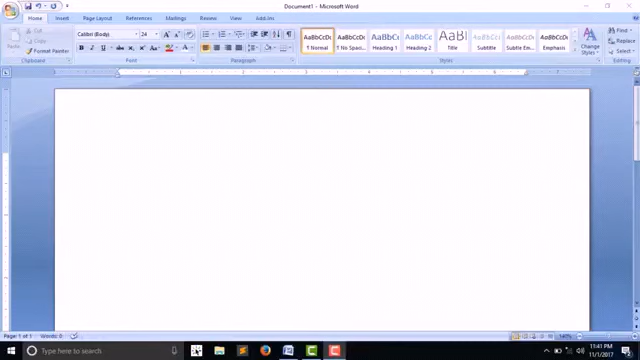 Document1 - Microsoft Word
Home Insert Page Layout References Mailings Review View Add-Ins
Cut
Copy
Paste
Format Painter
Clipboard
Calibri (Body) 24
Font
Paragraph
AaBbCcDc AaBbCcDc AaBbC AaBbCc AaBl AaBbCc AaBbCcDc AaBbCcDc
¶ Normal ¶ No Spaci... Heading 1 Heading 2 Title Subtitle Subtle Em... Emphasis
Styles
Change Styles
Find
Replace
Select
Editing
Page: 1 of 1 Words: 0
Type here to search
11:41 PM
11/1/2017